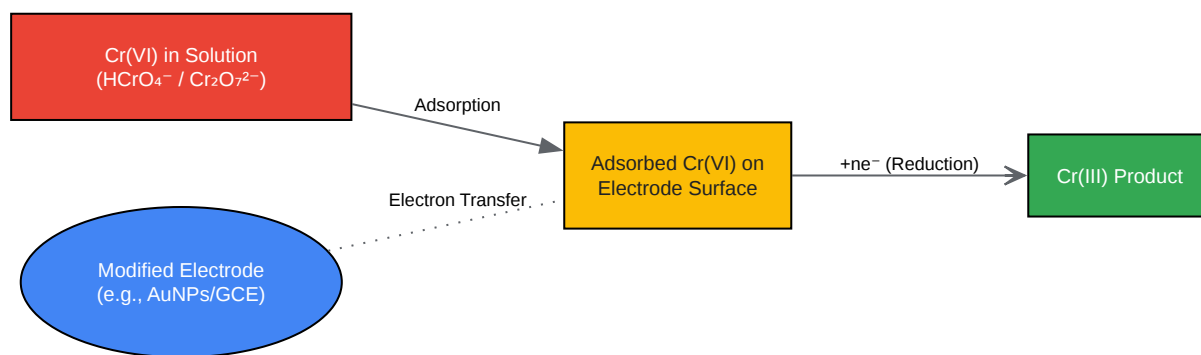 Cr(VI) in Solution
(HCrO₄⁻ / Cr₂O₇²⁻)
Adsorption
Adsorbed Cr(VI) on
Electrode Surface
+ne⁻ (Reduction)
Cr(III) Product
Electron Transfer
Modified Electrode
(e.g., AuNPs/GCE)